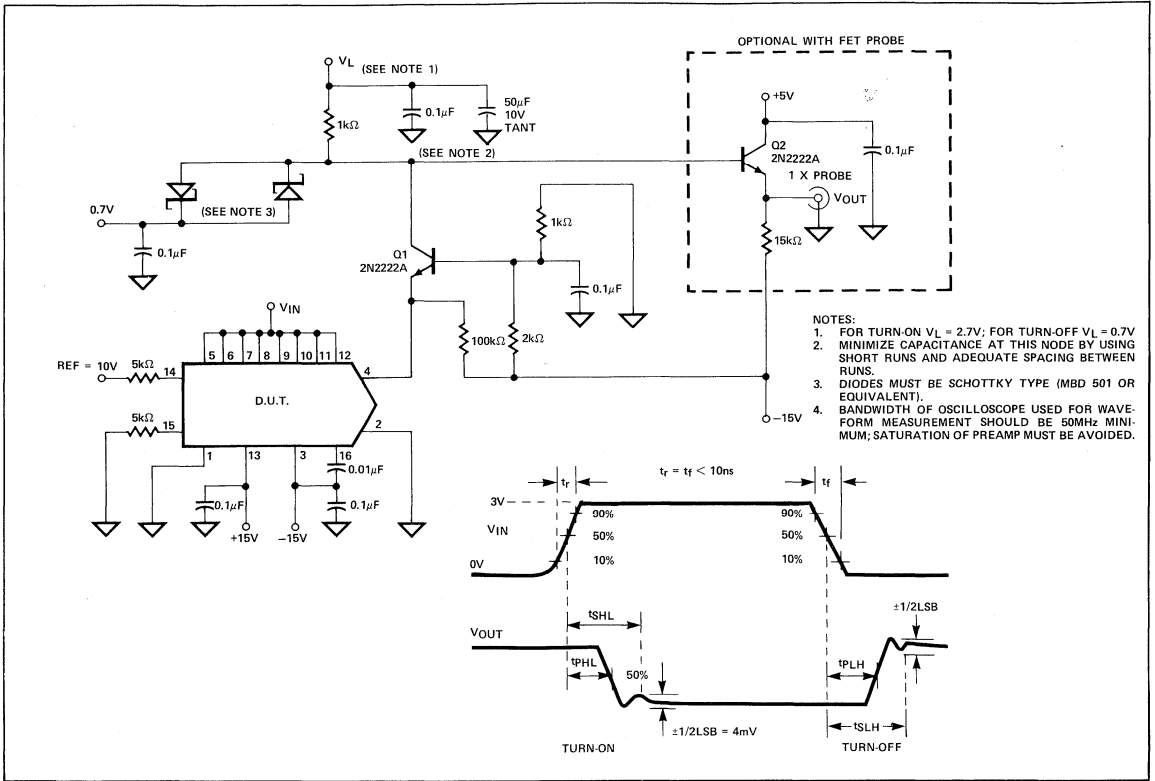 OPTIONAL WITH FET PROBE
VL
(SEE NOTE 1)
0.1μF
50μF
10V
TANT
1kΩ
(SEE NOTE 2)
+5V
Q2
2N2222A
0.1μF
1 X PROBE
VOUT
15kΩ
0.7V
(SEE NOTE 3)
0.1μF
Q1
2N2222A
1kΩ
0.1μF
100kΩ
2kΩ
-15V
VIN
5 6 7 8 9 10 11 12
REF = 10V
5kΩ
14
4
D.U.T.
5kΩ
15
2
1
13
3
16
0.01μF
0.1μF
0.1μF
+15V
-15V
NOTES:
1. FOR TURN-ON VL = 2.7V; FOR TURN-OFF VL = 0.7V
2. MINIMIZE CAPACITANCE AT THIS NODE BY USING
SHORT RUNS AND ADEQUATE SPACING BETWEEN
RUNS.
3. DIODES MUST BE SCHOTTKY TYPE (MBD 501 OR
EQUIVALENT).
4. BANDWIDTH OF OSCILLOSCOPE USED FOR WAVE-
FORM MEASUREMENT SHOULD BE 50MHz MINI-
MUM; SATURATION OF PREAMP MUST BE AVOIDED.
tr
tr = tf < 10ns
tf
3V
90%
90%
VIN
50%
50%
10%
10%
0V
tSHL
±1/2LSB
VOUT
tPHL
50%
tPLH
±1/2LSB = 4mV
tSLH
TURN-ON
TURN-OFF